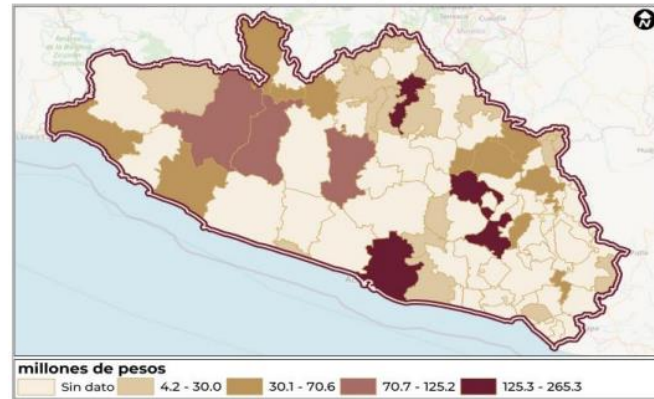 millones de pesos
Sin dato
4.2 - 30.0
30.1 - 70.6
70.7 - 125.2
125.3 - 265.3